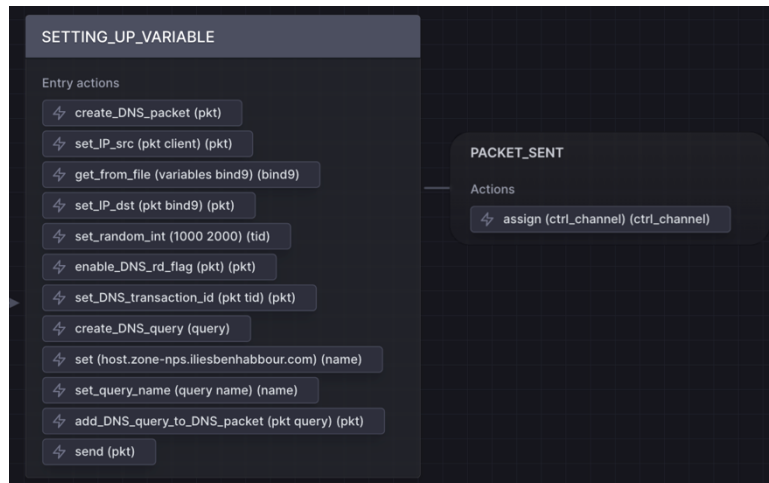 SETTING_UP_VARIABLE
Entry actions
create_DNS_packet (pkt)
set_IP_src (pkt client) (pkt)
get_from_file (variables bind9) (bind9)
set_IP_dst (pkt bind9) (pkt)
set_random_int (1000 2000) (tid)
enable_DNS_rd_flag (pkt) (pkt)
set_DNS_transaction_id (pkt tid) (pkt)
create_DNS_query (query)
set (host.zone-nps.iliesbenhabbour.com) (name)
set_query_name (query name) (name)
add_DNS_query_to_DNS_packet (pkt query) (pkt)
send (pkt)
PACKET_SENT
Actions
assign (ctrl_channel) (ctrl_channel)